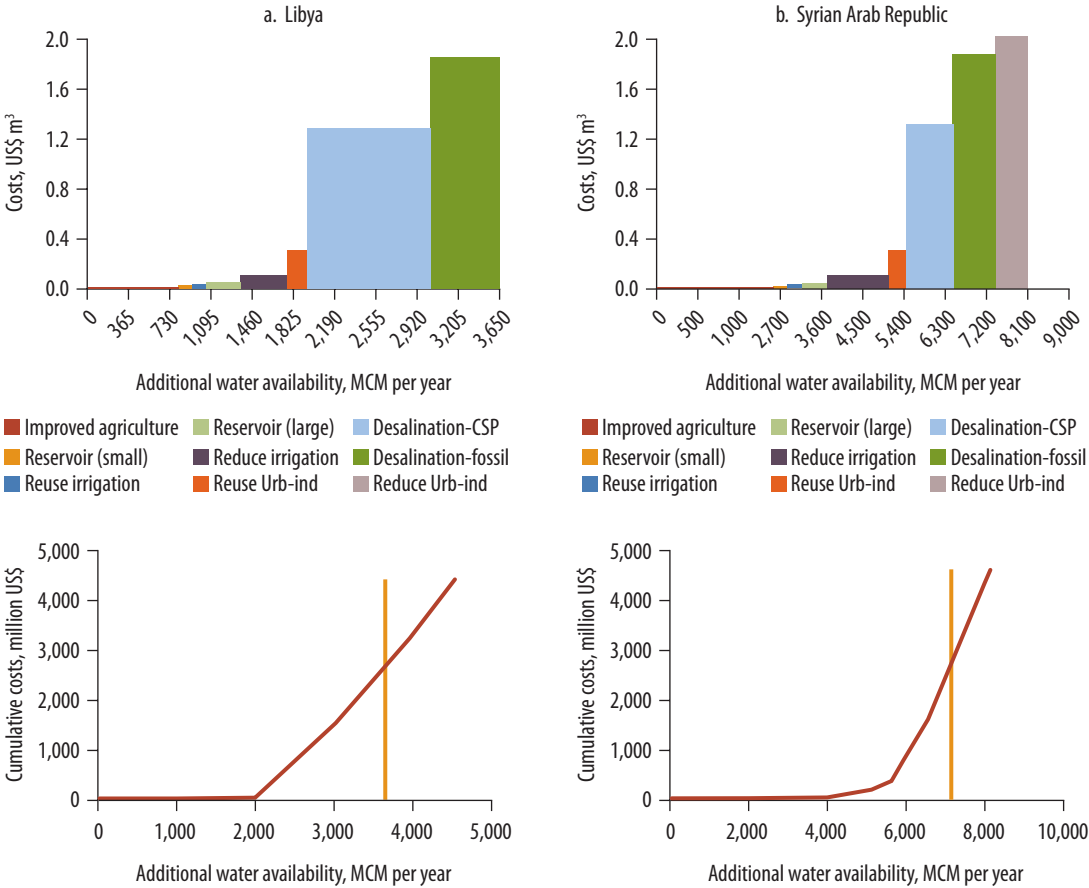 a. Libya
Costs, US$ m³
2.0
1.6
1.2
0.8
0.4
0.0
0 365 730 1,095 1,460 1,825 2,190 2,555 2,920 3,205 3,650
Additional water availability, MCM per year
Improved agriculture Reservoir (large) Desalination-CSP
Reservoir (small) Reduce irrigation Desalination-fossil
Reuse irrigation Reuse Urb-ind Reduce Urb-ind
b. Syrian Arab Republic
Costs, US$ m³
2.0
1.6
1.2
0.8
0.4
0.0
0 500 1,000 2,700 3,600 4,500 5,400 6,300 7,200 8,100 9,000
Additional water availability, MCM per year
Improved agriculture Reservoir (large) Desalination-CSP
Reservoir (small) Reduce irrigation Desalination-fossil
Reuse irrigation Reuse Urb-ind Reduce Urb-ind
Cumulative costs, million US$
5,000
4,000
3,000
2,000
1,000
0
0 1,000 2,000 3,000 4,000 5,000
Additional water availability, MCM per year
Cumulative costs, million US$
5,000
4,000
3,000
2,000
1,000
0
0 2,000 4,000 6,000 8,000 10,000
Additional water availability, MCM per year